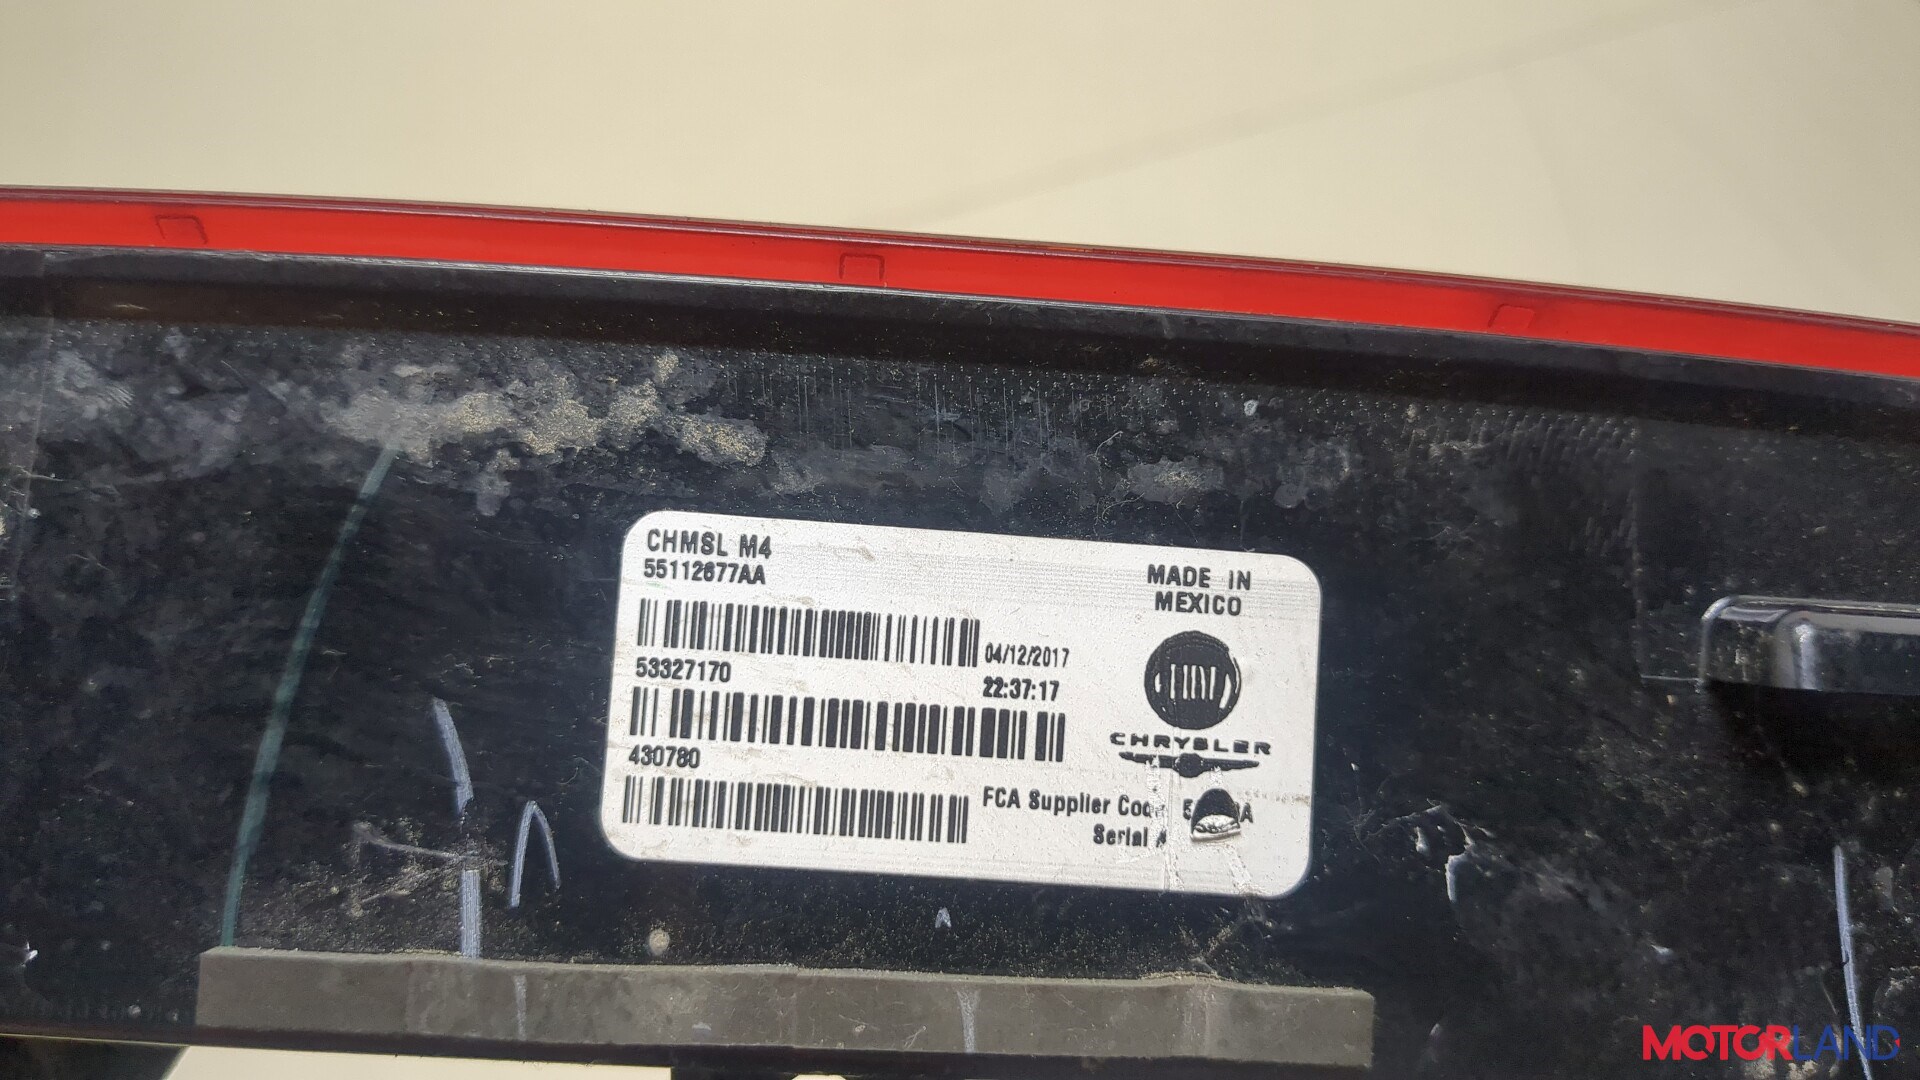 CHMSL M4
55112677AA
MADE IN
MEXICO
04/12/2017
53327170
22:37:17
FIAT
CHRYSLER
430780
FCA Supplier
Serial #
MOTORLAND